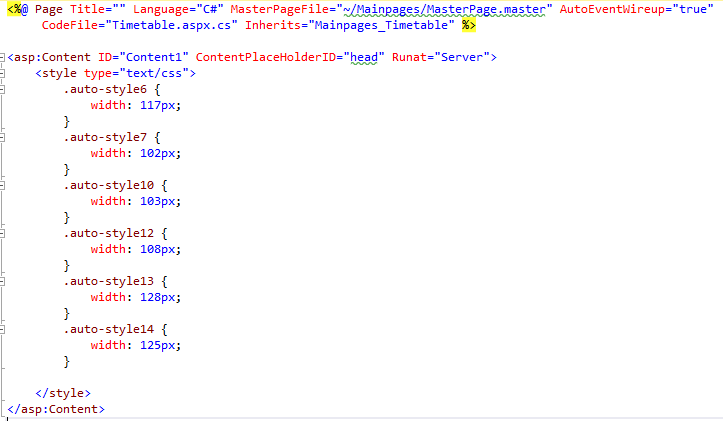 <%@ Page Title="" Language="C#" MasterPageFile="~/Mainpages/MasterPage.master" AutoEventWireup="true"
CodeFile="Timetable.aspx.cs" Inherits="Mainpages_Timetable" %>
<asp:Content ID="Content1" ContentPlaceHolderID="head" Runat="Server">
<style type="text/css">
.auto-style6 {
width: 117px;
}
.auto-style7 {
width: 102px;
}
.auto-style10 {
width: 103px;
}
.auto-style12 {
width: 108px;
}
.auto-style13 {
width: 128px;
}
.auto-style14 {
width: 125px;
}
</style>
</asp:Content>